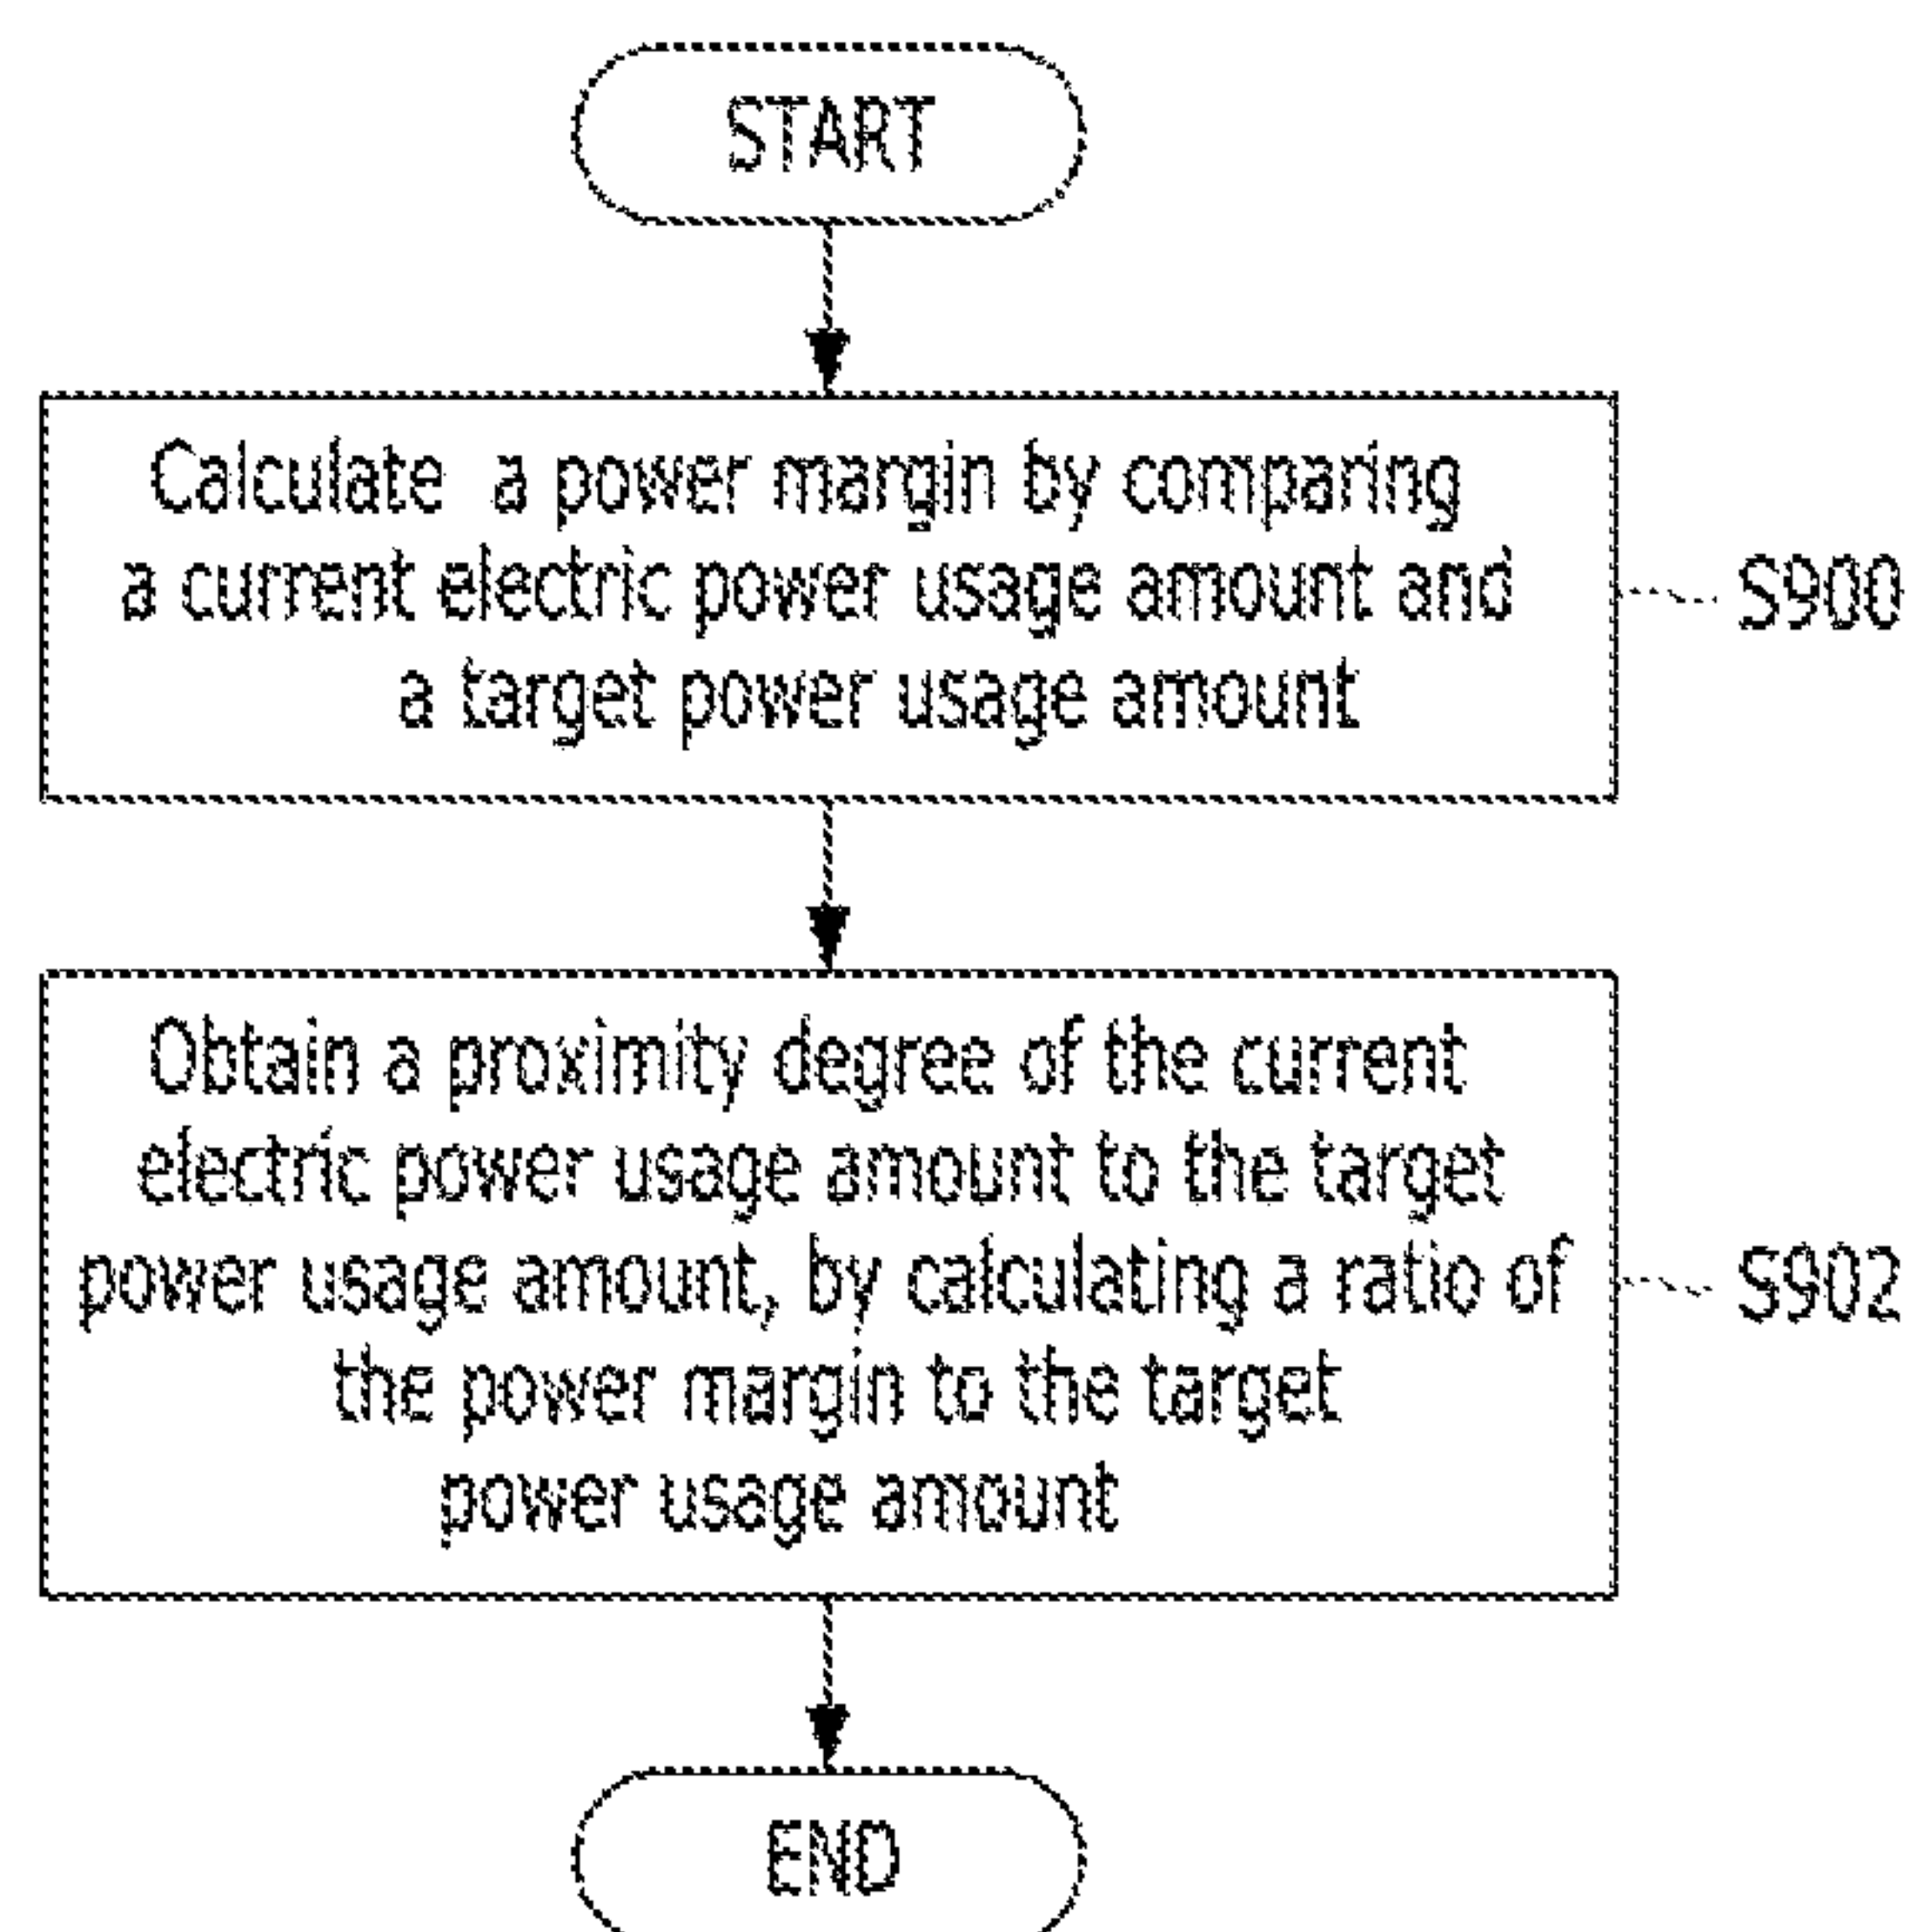 START
Calculate a power margin by comparing
a current electric power usage amount and
a target power usage amount
S900
Obtain a proximity degree of the current
electric power usage amount to the target
power usage amount, by calculating a ratio of
the power margin to the target
power usage amount
S902
END